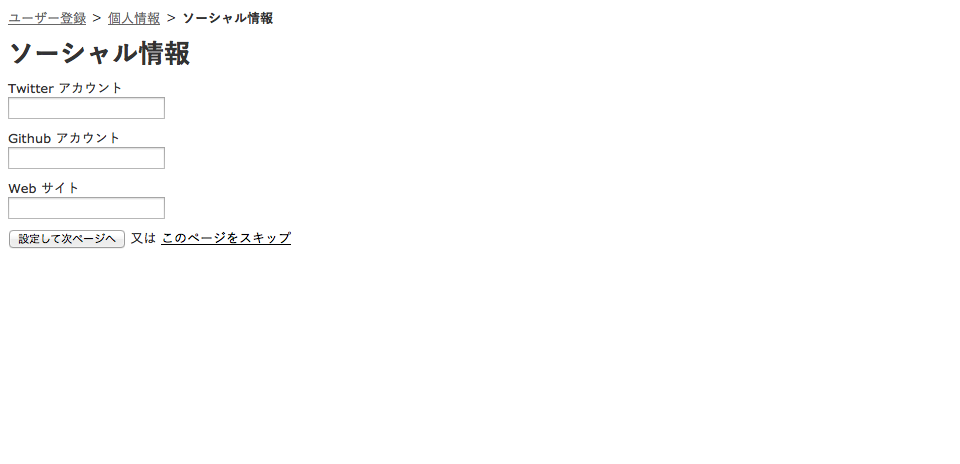 ユーザー登録 > 個人情報 > ソーシャル情報
ソーシャル情報
Twitter アカウント
Github アカウント
Web サイト
設定して次ページへ 又は このページをスキップ